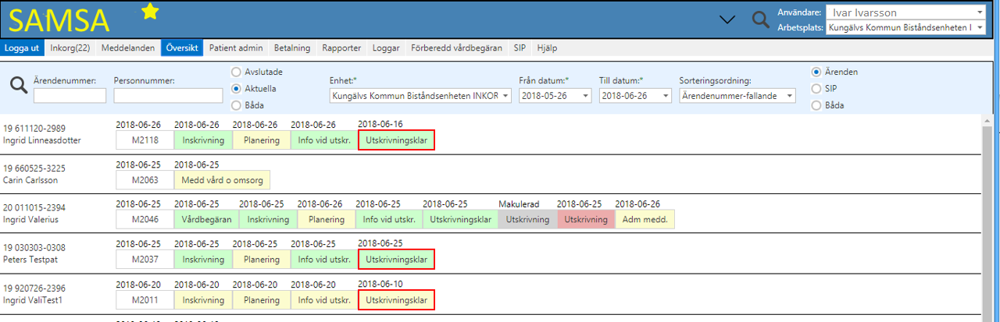 SAMSA
Användare: Ivar Ivarsson
Arbetsplats: Kungälvs Kommun Biståndsenheten I
Logga ut Inkorg(22) Meddelanden Översikt Patient admin Betalning Rapporter Loggar Förberedd vårdbegäran SIP Hjälp
Ärendenummer: Personnummer: Avslutade Aktuella Båda Enhet:* Från datum:* Till datum:* Sorteringsordning: Ärenden SIP Båda
Kungälvs Kommun Biståndsenheten INKOR 2018-05-26 2018-06-26 Ärendenummer-fallande
2018-06-26 2018-06-26 2018-06-26 2018-06-26 2018-06-16
19 611120-2989
Ingrid Linneasdotter M2118 Inskrivning Planering Info vid utskr. Utskrivningsklar
2018-06-25 2018-06-25
19 660525-3225
Carin Carlsson M2063 Medd vård o omsorg
2018-06-25 2018-06-25 2018-06-25 2018-06-26 2018-06-25 2018-06-25 Makulerad 2018-06-25 2018-06-26
20 011015-2394
Ingrid Valerius M2046 Vårdbegäran Inskrivning Planering Info vid utskr. Utskrivningsklar Utskrivning Utskrivning Adm medd.
2018-06-25 2018-06-25 2018-06-25 2018-06-25 2018-06-25
19 030303-0308
Peters Testpat M2037 Inskrivning Planering Info vid utskr. Utskrivningsklar
2018-06-20 2018-06-20 2018-06-20 2018-06-20 2018-06-10
19 920726-2396
Ingrid ValiTest1 M2011 Inskrivning Planering Info vid utskr. Utskrivningsklar